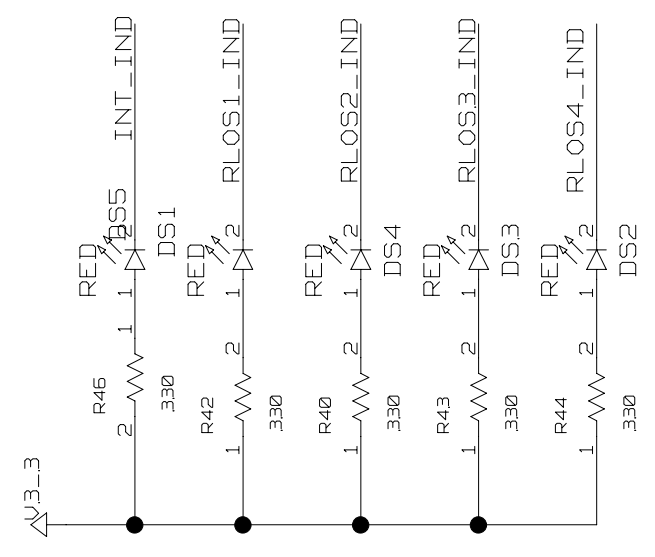 INT_IND
RLOS1_IND
RLOS2_IND
RLOS3_IND
RLOS4_IND
DS5
DS1
DS4
DS3
DS2
2
2
2
2
2
RED
RED
RED
RED
RED
1
1
1
1
1
1
2
2
2
2
R46
330
R42
330
R40
330
R43
330
R44
330
2
1
1
1
1
V3_3